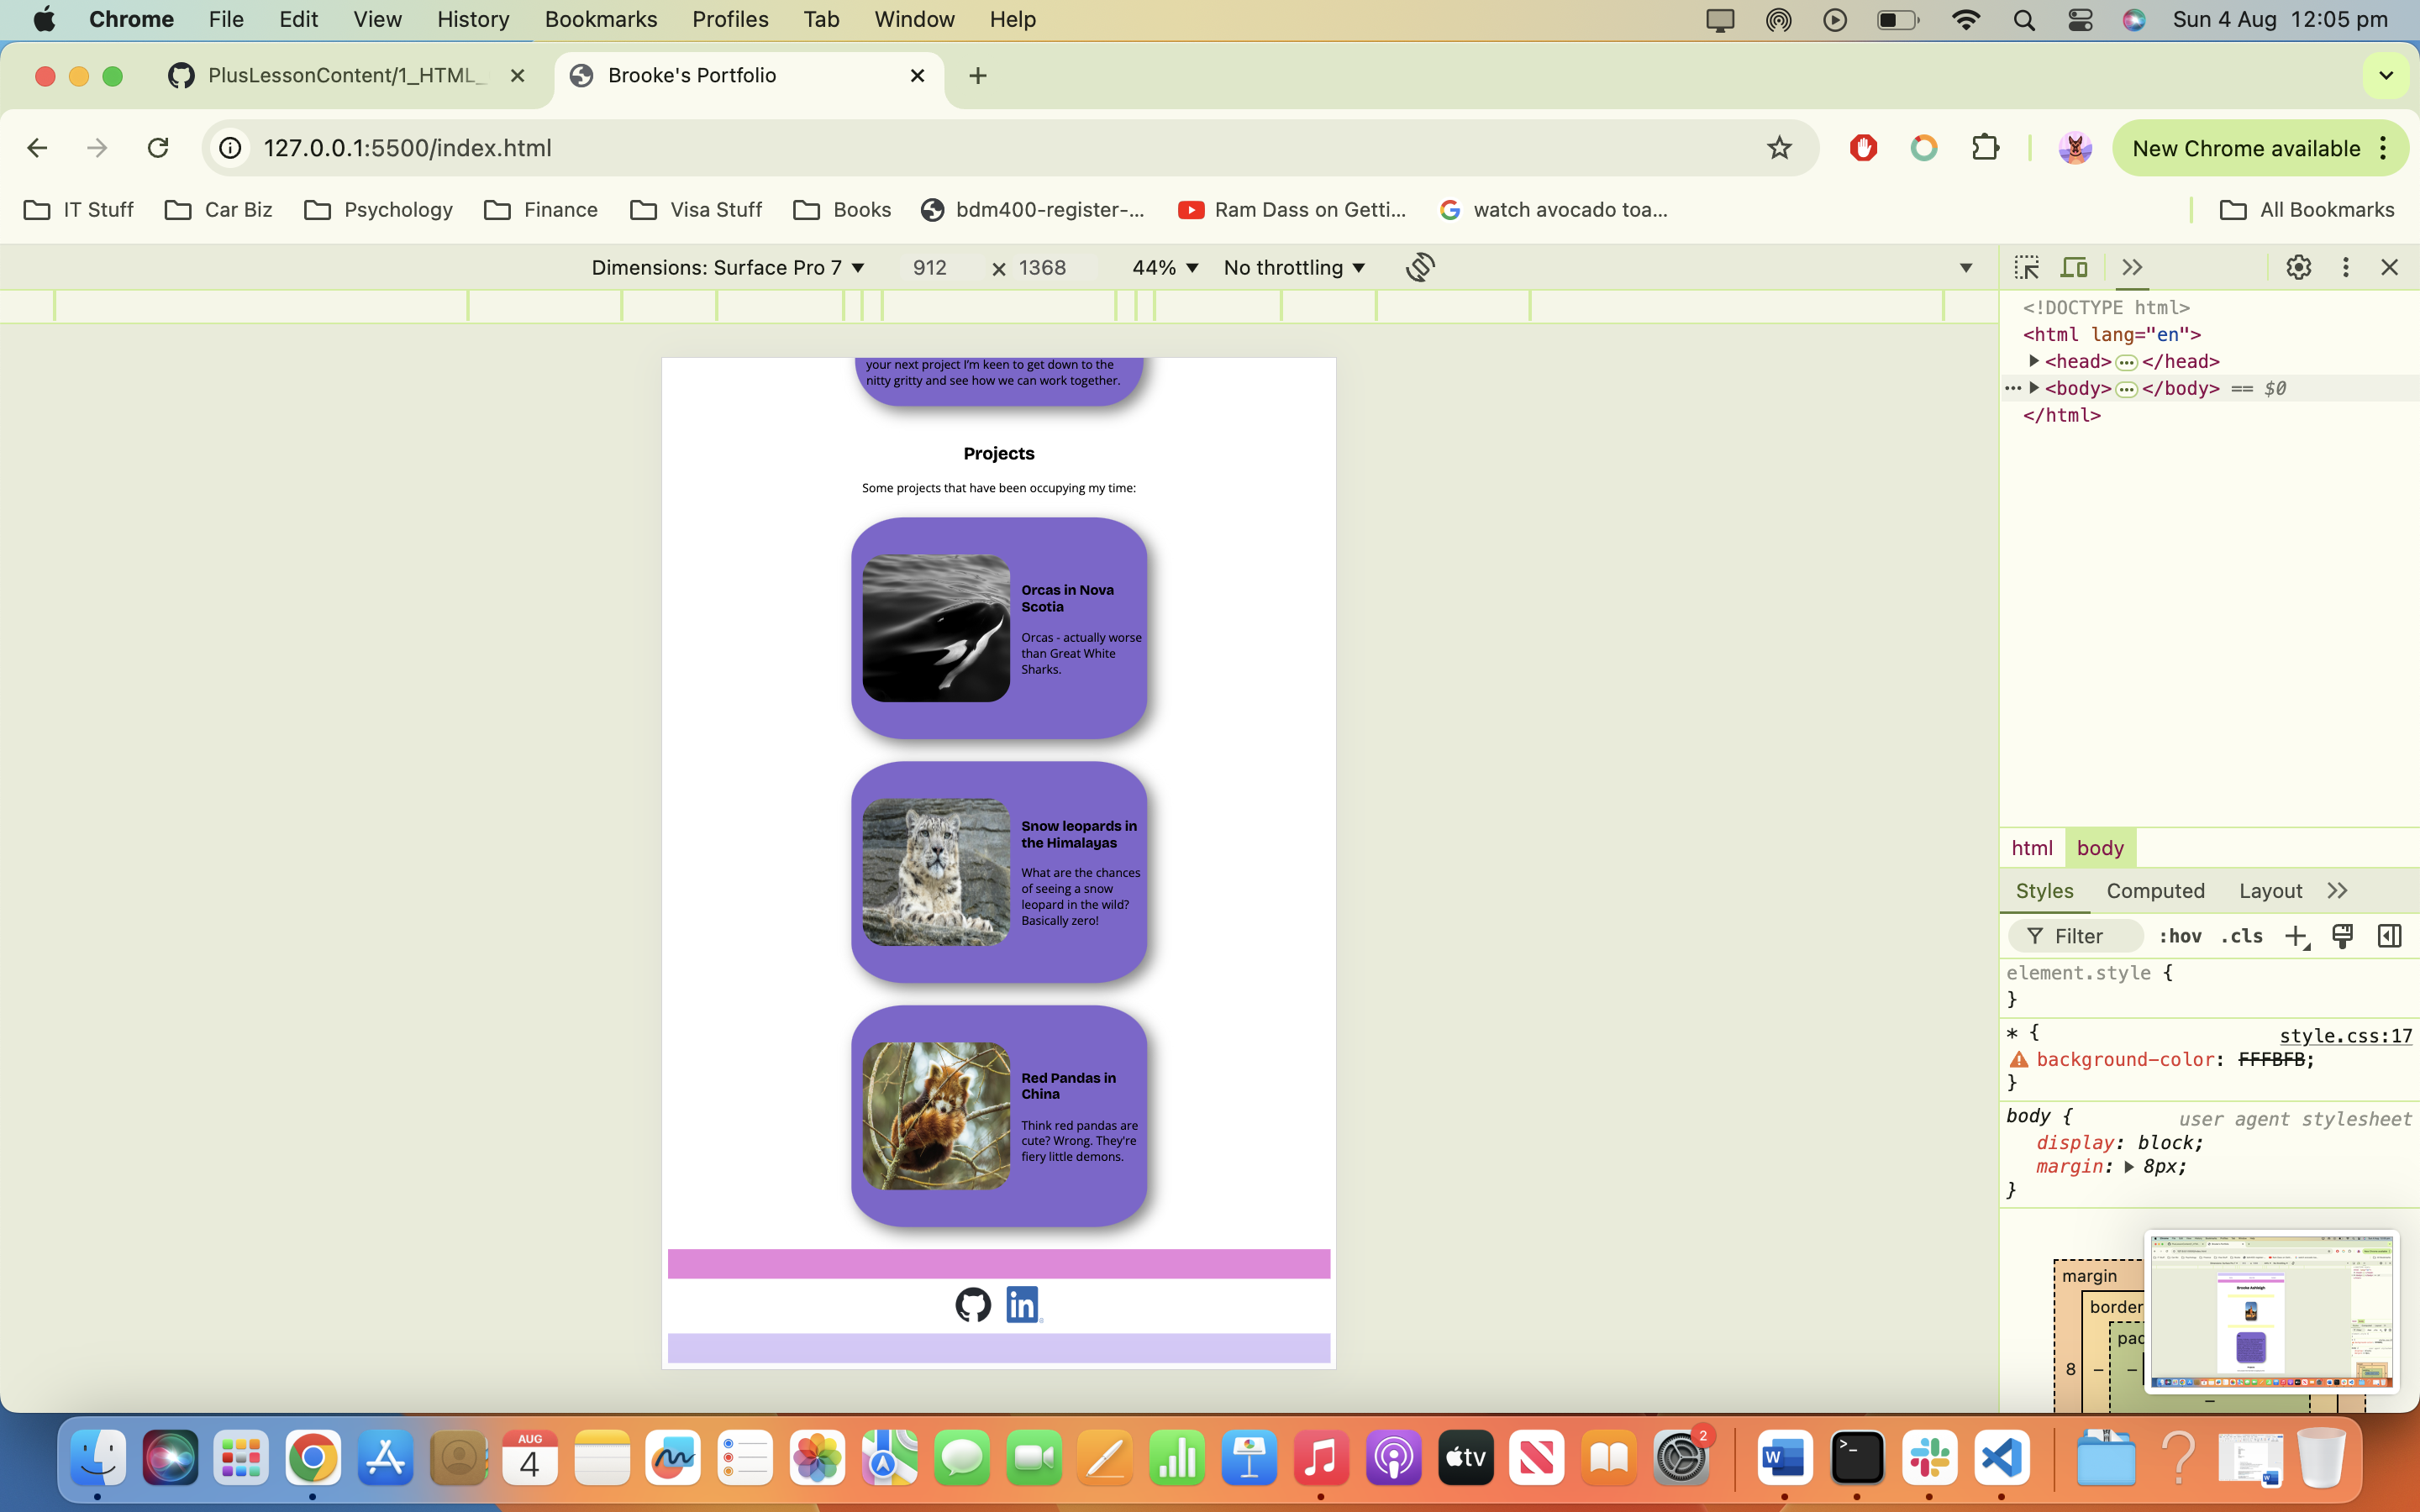 Chrome File Edit View History Bookmarks Profiles Tab Window Help Sun 4 Aug 12:05 pm
PlusLessonContent/1_HTML_ Brooke's Portfolio
127.0.0.1:5500/index.html New Chrome available
IT Stuff Car Biz Psychology Finance Visa Stuff Books bdm400-register-... Ram Dass on Getti... watch avocado toa... All Bookmarks
Dimensions: Surface Pro 7 912 × 1368 44% No throttling
your next project I'm keen to get down to the
nitty gritty and see how we can work together.
Projects
Some projects that have been occupying my time:
Orcas in Nova
Scotia
Orcas - actually worse
than Great White
Sharks.
Snow leopards in
the Himalayas
What are the chances
of seeing a snow
leopard in the wild?
Basically zero!
Red Pandas in
China
Think red pandas are
cute? Wrong. They're
fiery little demons.
in
<!DOCTYPE html>
<html lang="en">
<head> ... </head>
... <body> ... </body> == $0
</html>
html body
Styles Computed Layout
Filter :hov .cls
element.style {
}
* { style.css:17
background-color: FFFBFB;
}
body { user agent stylesheet
display: block;
margin: 8px;
}
margin
border
pad
8 – –
–
AUG
4
tv
2
W
>_